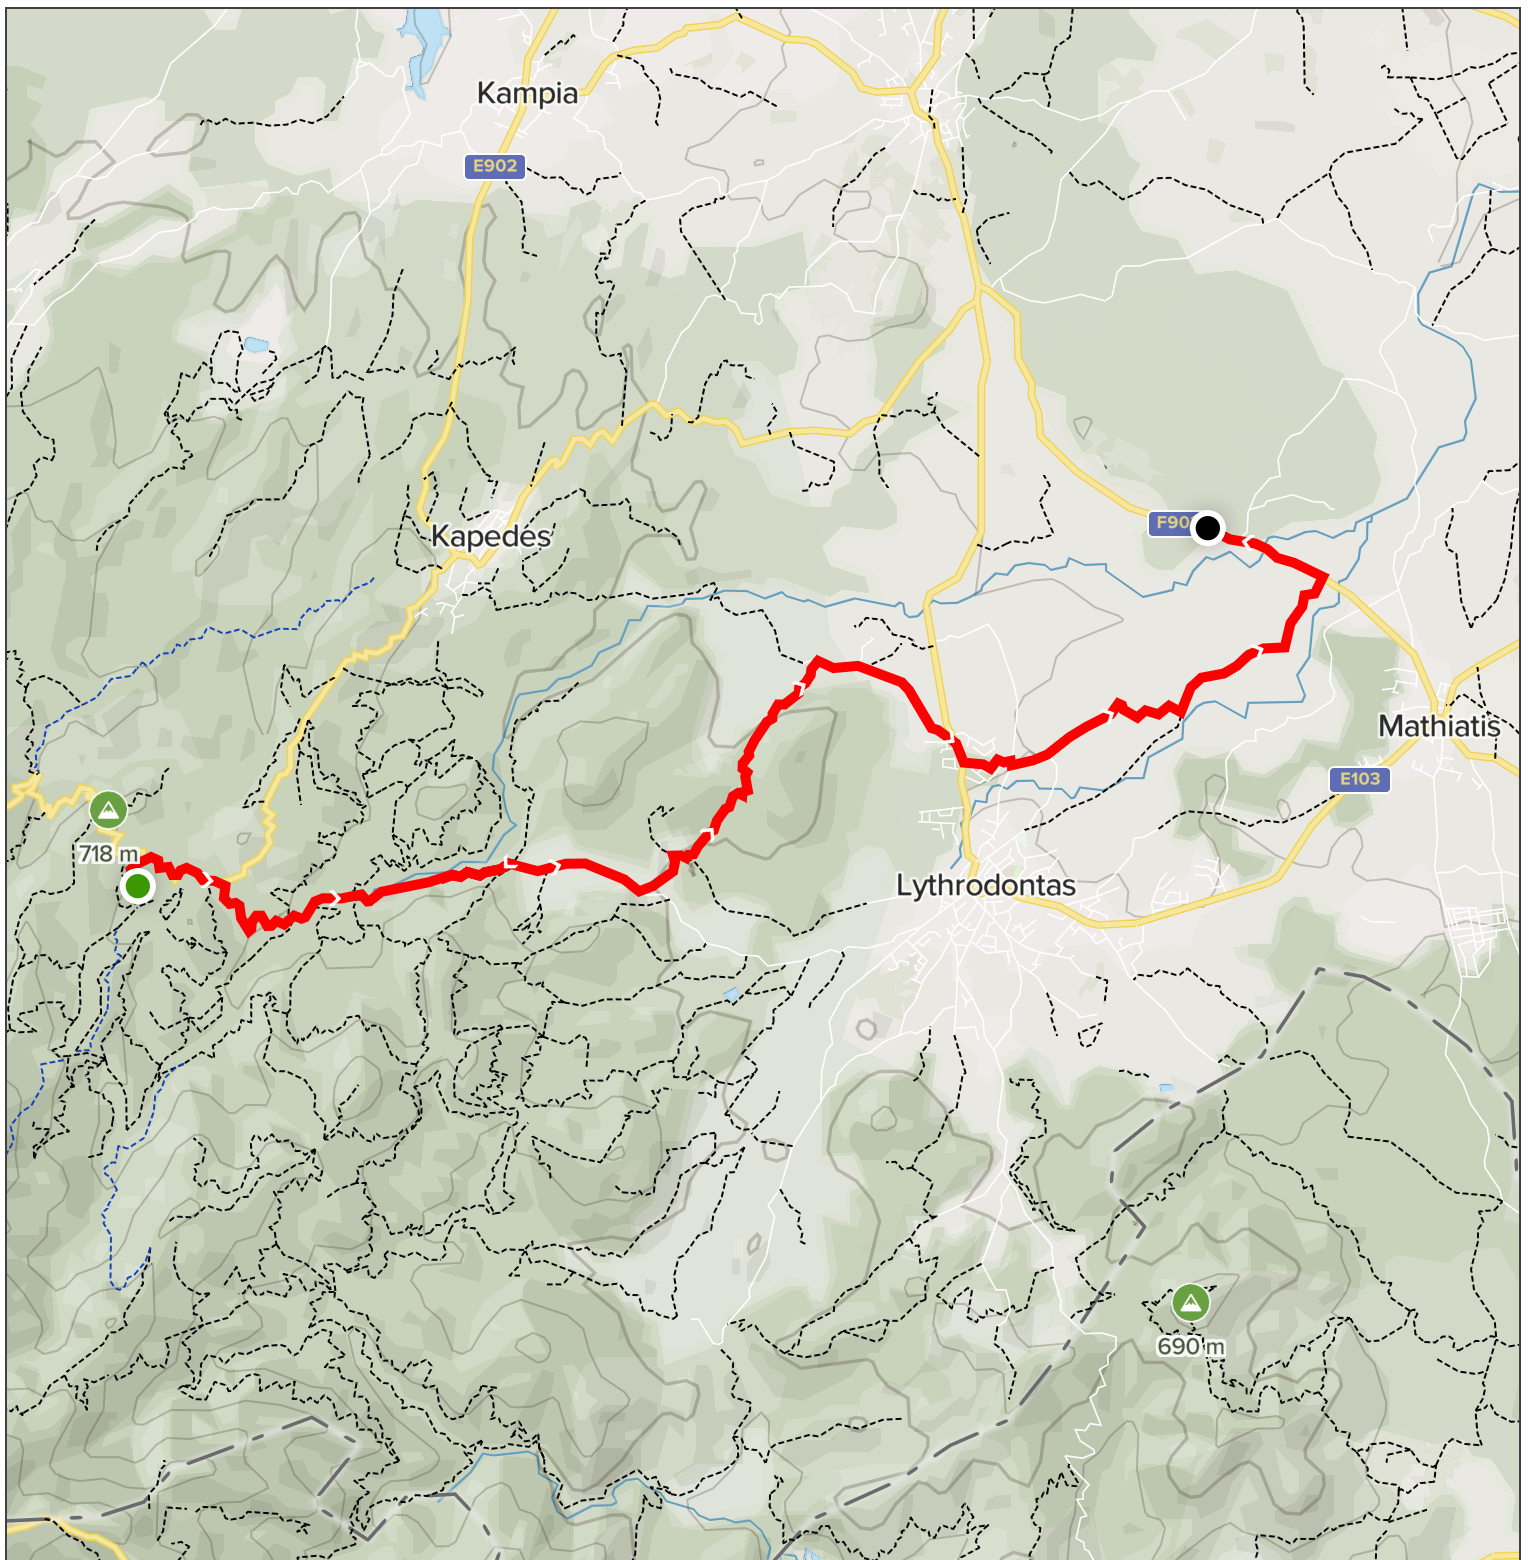 Kampia
E902
F90
Kapedes
Mathiatis
E103
718 m
Lythrodontas
690 m